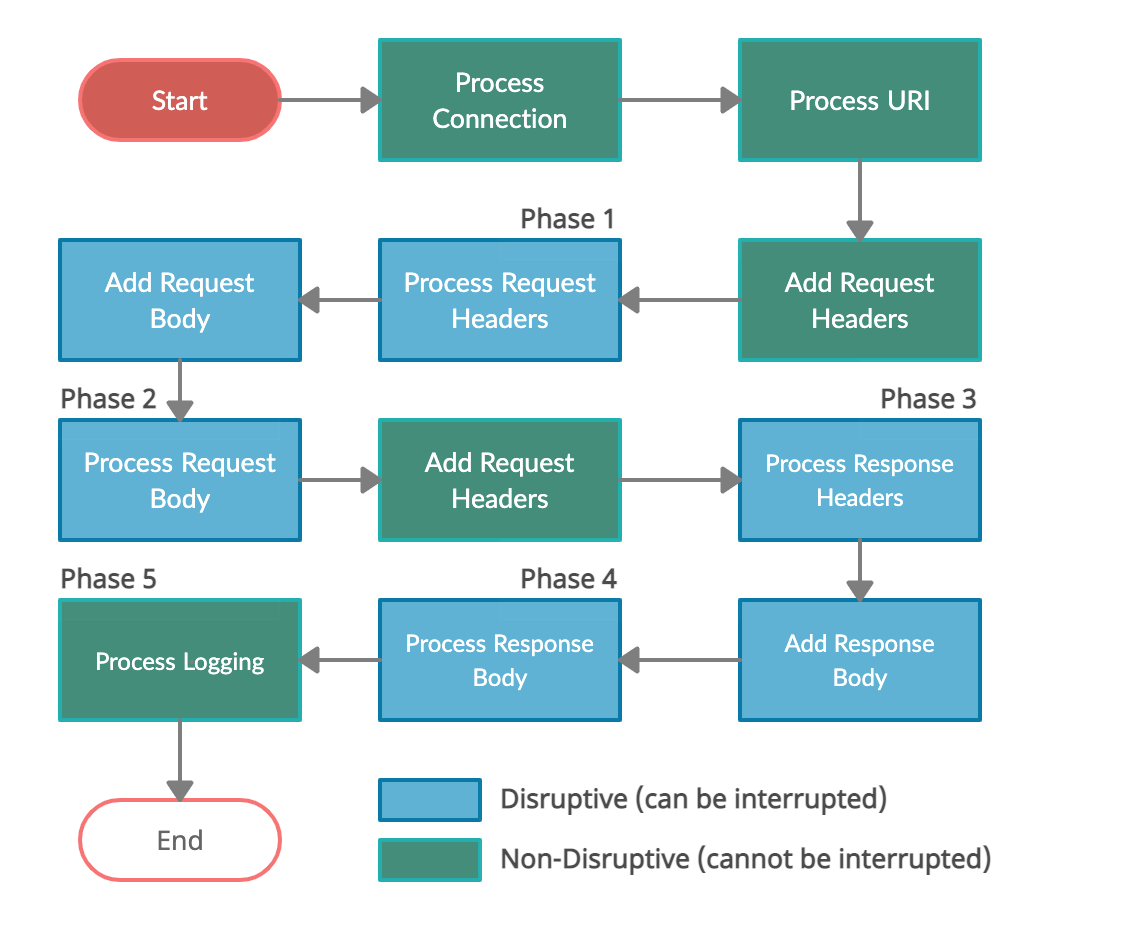 Start
Process
Connection
Process URI
Phase 1
Add Request
Body
Process Request
Headers
Add Request
Headers
Phase 2
Phase 3
Process Request
Body
Add Request
Headers
Process Response
Headers
Phase 5
Phase 4
Process Logging
Process Response
Body
Add Response
Body
End
Disruptive (can be interrupted)
Non-Disruptive (cannot be interrupted)